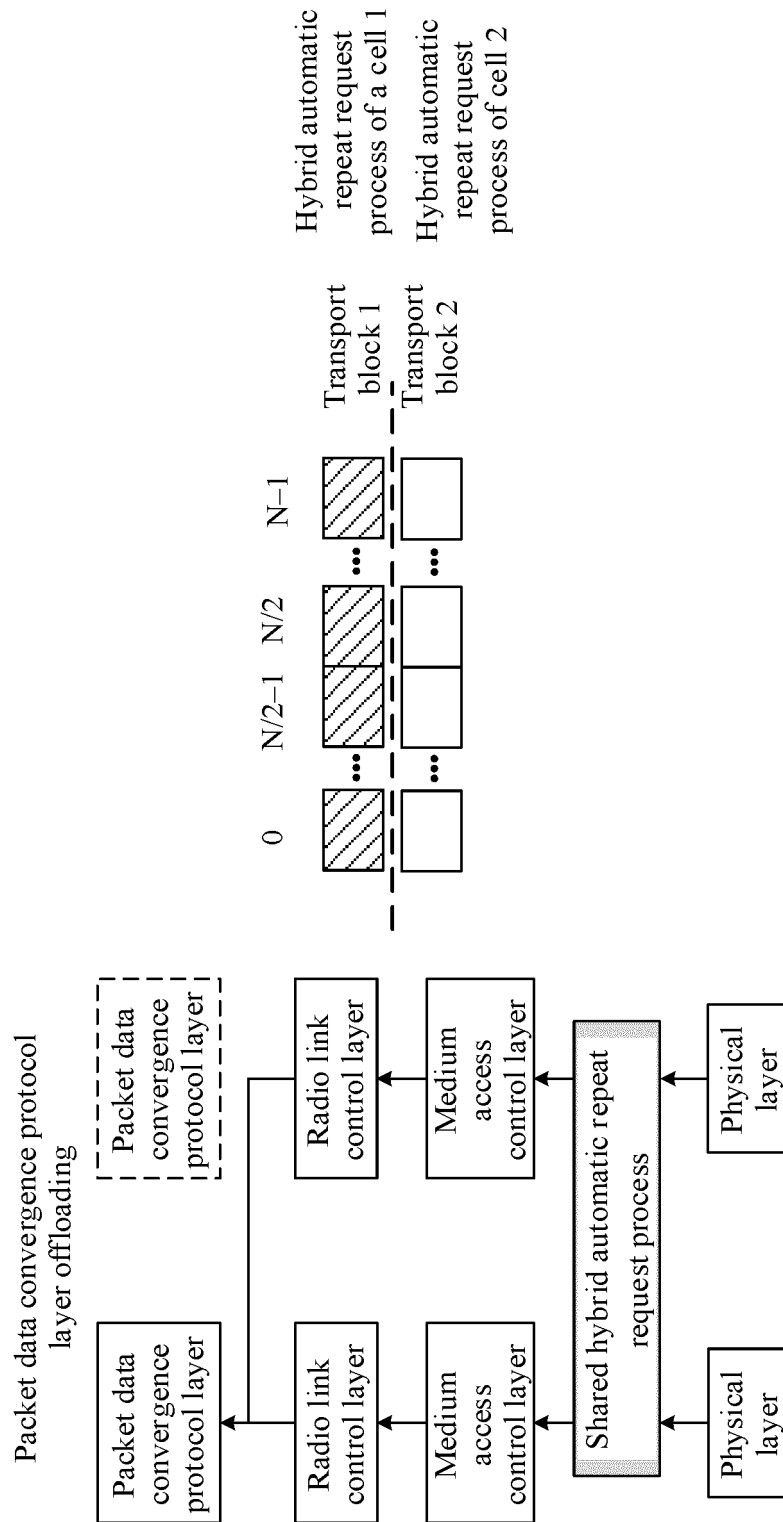 Packet data convergence protocol
layer offloading
Packet data
convergence
protocol layer
Packet data
convergence
protocol layer
Radio link
control layer
Radio link
control layer
Medium
access
control layer
Medium
access
control layer
Shared hybrid automatic repeat
request process
Physical
layer
Physical
layer
0
N/2–1
N/2
N–1
...
...
Transport
block 1
Hybrid automatic
repeat request
process of a cell 1
...
...
Transport
block 2
Hybrid automatic
repeat request
process of cell 2